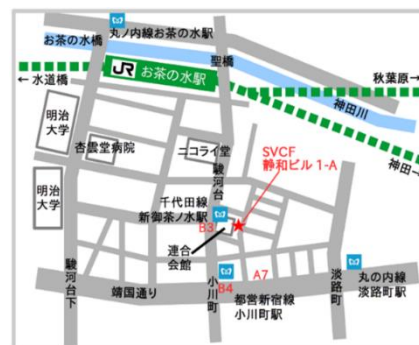 丸ノ内線お茶の水駅
お茶の水橋
聖橋
JR お茶の水駅
← 水道橋
秋葉原→
神田川
明治
大学
杏雲堂病院
ニコライ堂
SVCF
静和ビル1-A
神田→
明治
大学
駿河台
千代田線
新御茶ノ水駅
B3
連合
会館
駿河台下
靖国通り
小川町
B4
A7
都営新宿線
小川町駅
淡路町
丸の内線
淡路町駅